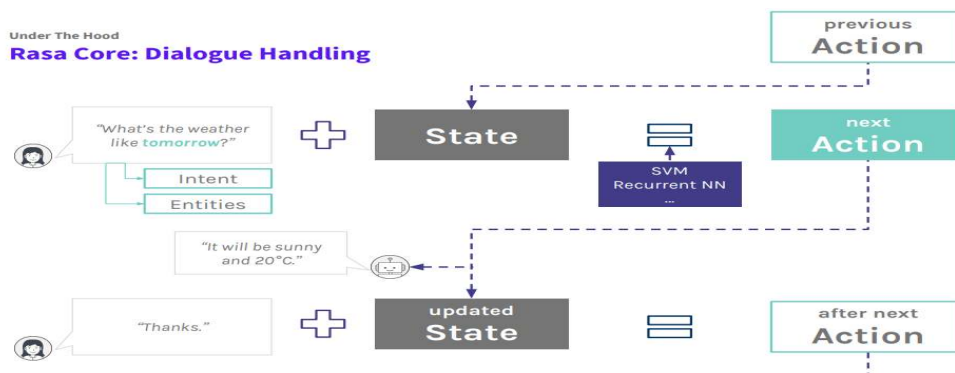 Under The Hood
Rasa Core: Dialogue Handling
previous
Action
“What's the weather
like tomorrow?”
State
next
Action
Intent
Entities
SVM
Recurrent NN
...
“It will be sunny
and 20°C.”
“Thanks.”
updated
State
after next
Action